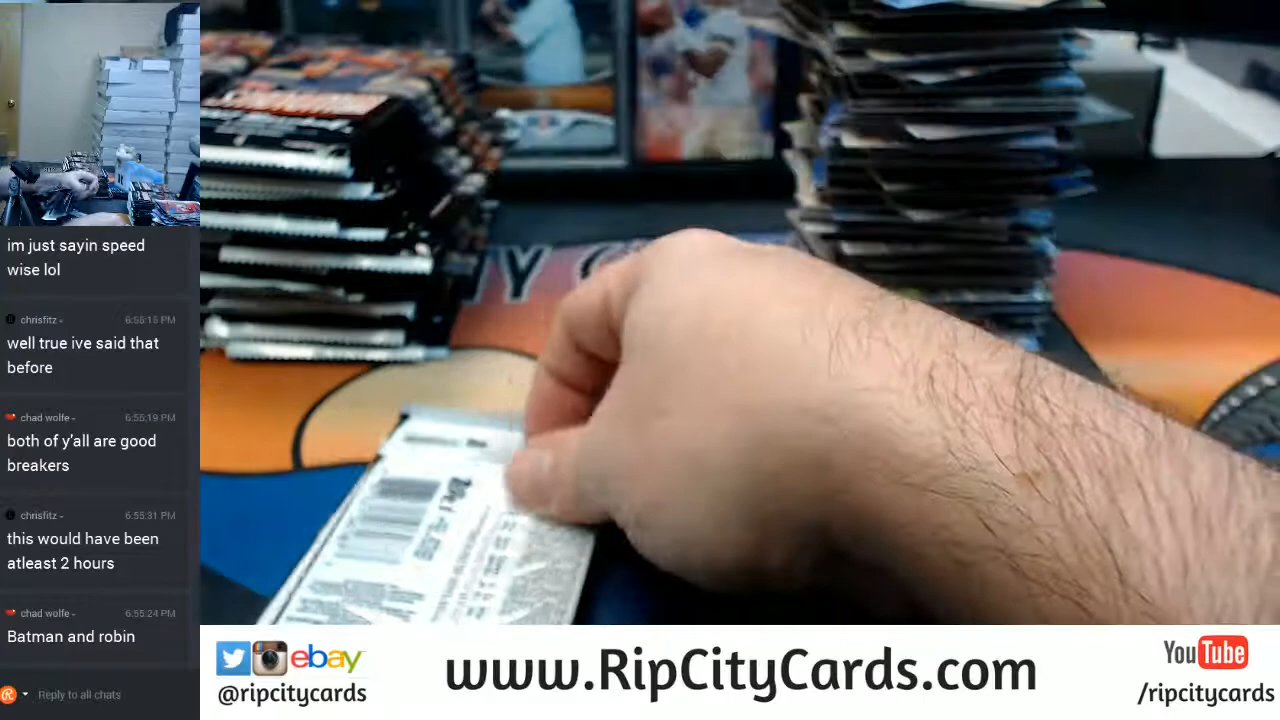 im just sayin speed
wise lol
chrisfitz -
6:55:15 PM
well true ive said that
before
chad wolfe -
6:55:19 PM
both of y'all are good
breakers
chrisfitz -
6:55:31 PM
this would have been
atleast 2 hours
chad wolfe -
6:55:24 PM
Batman and robin
Reply to all chats
ebay
@ripcitycards
www.RipCityCards.com
YouTube
/ripcitycards